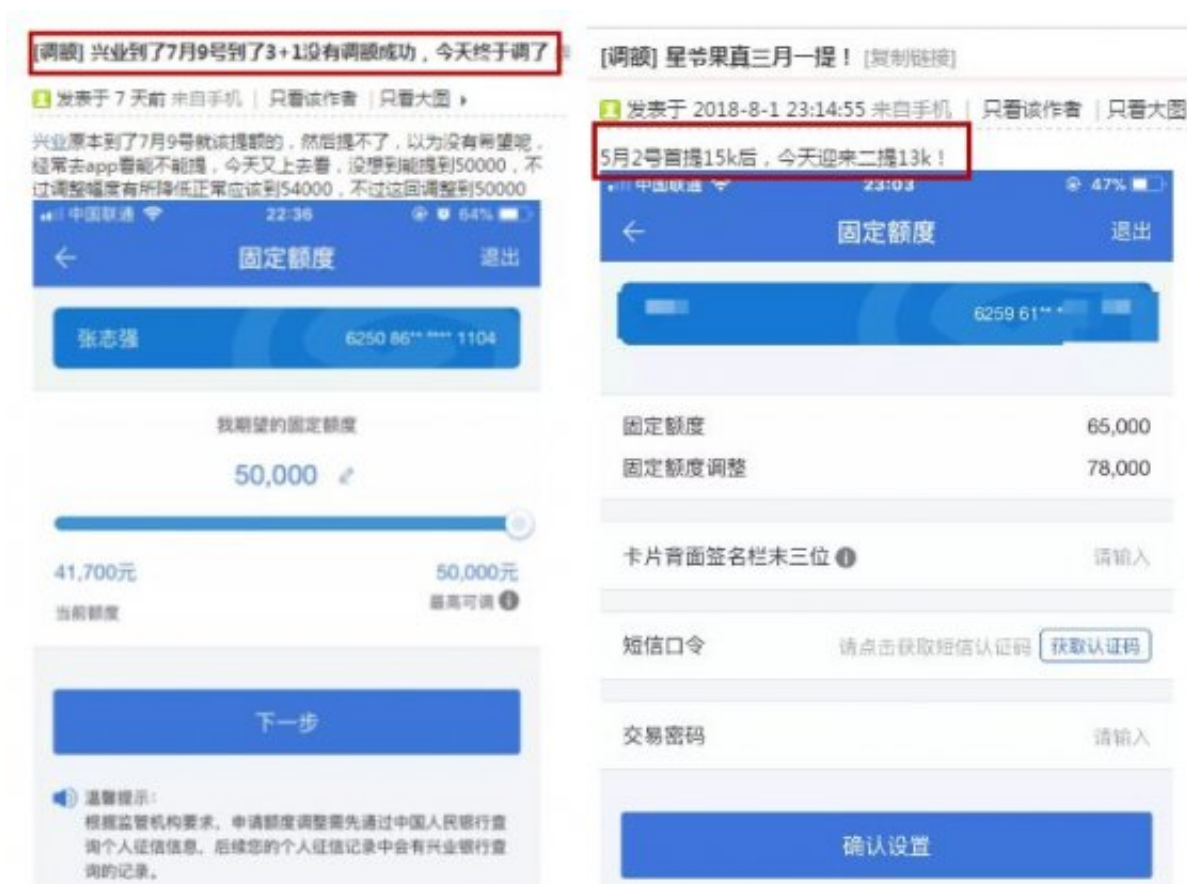 [调额] 兴业到了7月9号到了3+1没有调额成功，今天终于调了
发表于 7 天前 来自手机 | 只看该作者 | 只看大图
兴业原本到了7月9号就该提额的，然后提不了，以为没有希望呢，
经常去app看能不能提，今天又上去看，没想到能提到50000，不
过调整幅度有所降低正常应该到54000，不过这回调整到50000
中国联通 22:36 64%
固定额度 退出
张志强 6250 86** **** 1104
我期望的固定额度
50,000
41,700元 50,000元
当前额度 最高可调
下一步
温馨提示：
根据监管机构要求，申请额度调整需先通过中国人民银行查
询个人征信信息，后续您的个人征信记录中会有兴业银行查
询的记录。
[调额] 星爷果真三月一提！ [复制链接]
发表于 2018-8-1 23:14:55 来自手机 | 只看该作者 | 只看大图
5月2号首提15k后，今天迎来二提13k！
中国联通 23:03 47%
固定额度 退出
6259 61** *
固定额度 65,000
固定额度调整 78,000
卡片背面签名栏末三位 请输入
短信口令 请点击获取短信认证码 获取认证码
交易密码 请输入
确认设置